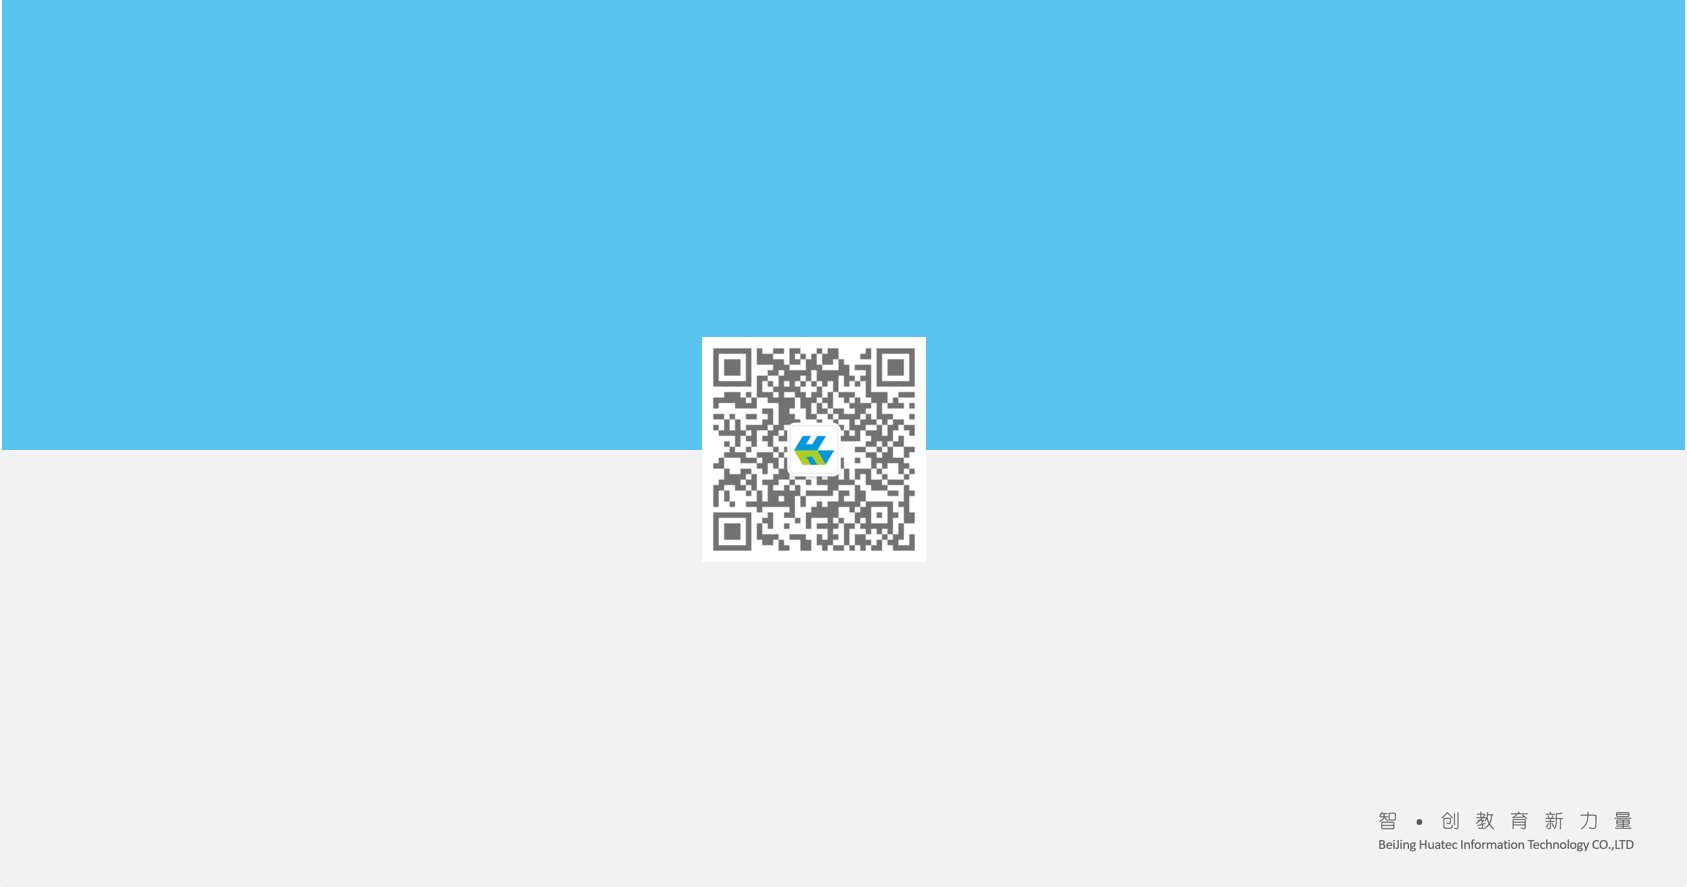 智 • 创 教 育 新 力 量
BeiJing Huatec Information Technology CO.,LTD